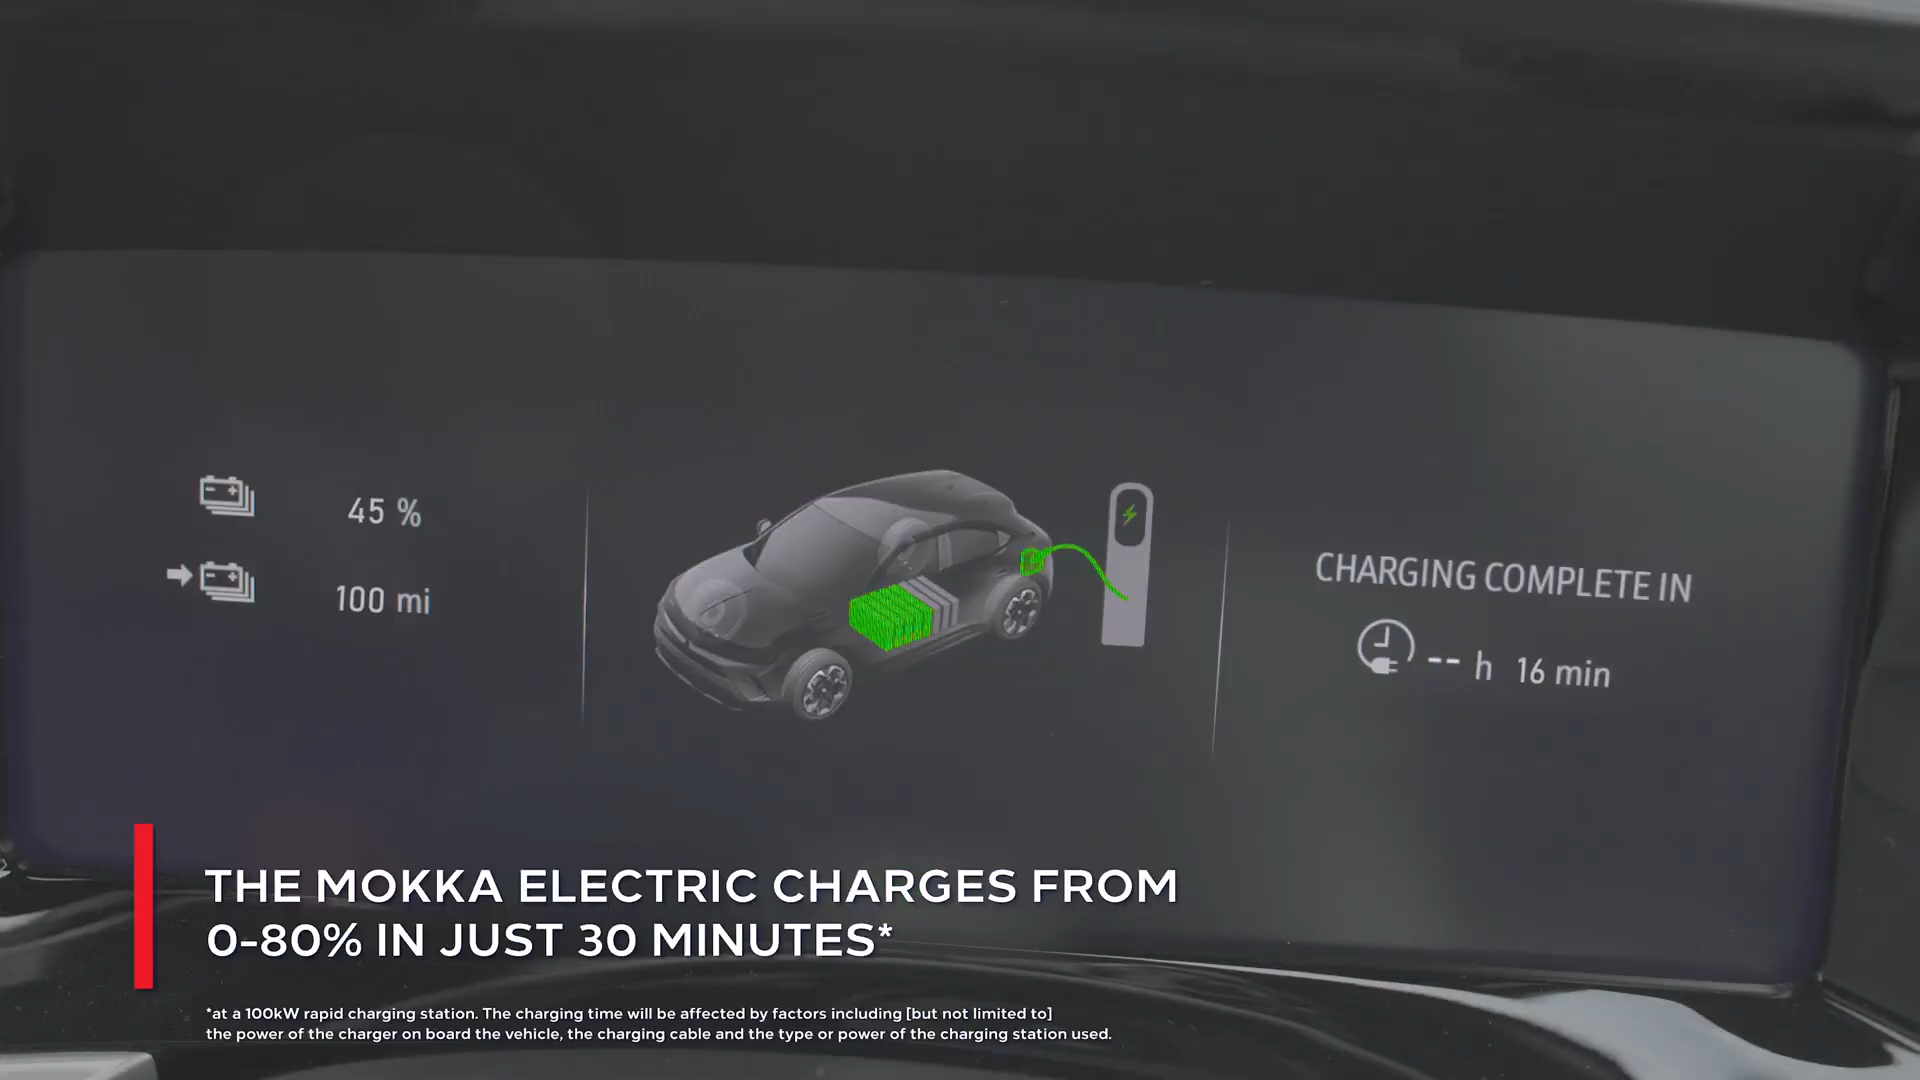 45 %
100 mi
CHARGING COMPLETE IN
-- h 16 min
THE MOKKA ELECTRIC CHARGES FROM
0-80% IN JUST 30 MINUTES*
*at a 100kW rapid charging station. The charging time will be affected by factors including [but not limited to]
the power of the charger on board the vehicle, the charging cable and the type or power of the charging station used.